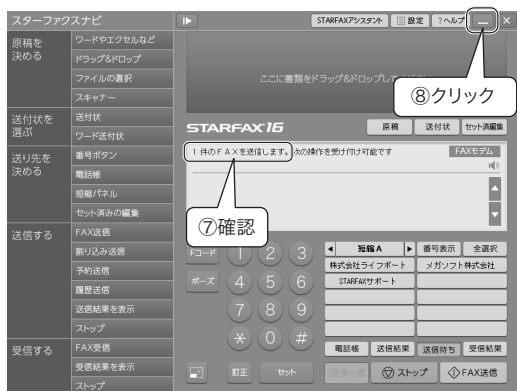 スターファクスナビ
STARFAXアシスタント
設定
?ヘルプ
原稿を
決める
ワードやエクセルなど
ドラッグ&ドロップ
ファイルの選択
スキャナー
送付状を
選ぶ
送付状
ワード送付状
送り先を
決める
番号ボタン
電話帳
短縮パネル
セット済みの編集
送信する
FAX送信
割り込み送信
予約送信
履歴送信
送信結果を表示
ストップ
受信する
FAX受信
受信結果を表示
ストップ
ここに書類をドラッグ&ドロップしてください
⑧クリック
STARFAX16
原稿
送付状
セット済編集
1 件のFAXを送信します。次の操作を受け付け可能です
FAXモデム
⑦確認
Fコード
1 2 3
ポーズ
4 5 6
7 8 9
* 0 #
訂正
セット
短縮 A
番号表示
全選択
株式会社ライフボート
メガソフト株式会社
STARFAXサポート
電話帳
送信結果
送信待ち
受信結果
ストップ
FAX送信